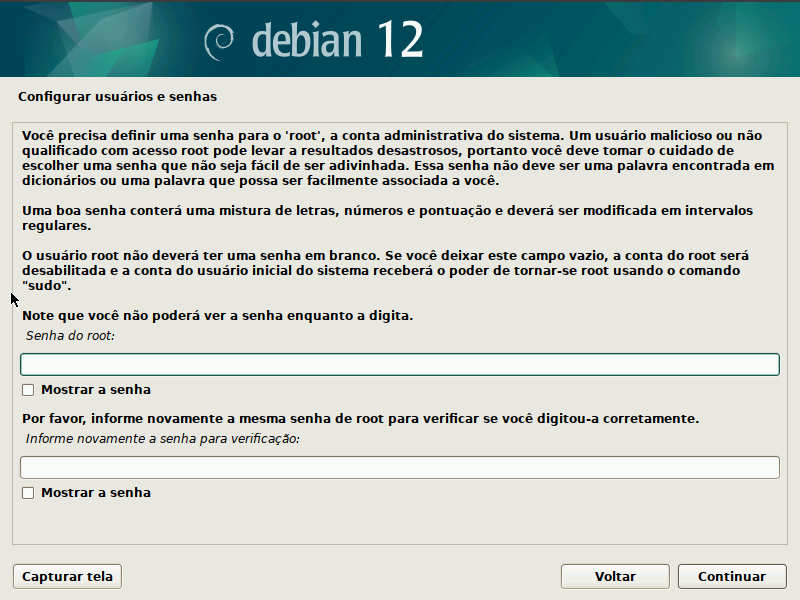 debian 12
Configurar usuários e senhas
Você precisa definir uma senha para o 'root', a conta administrativa do sistema. Um usuário malicioso ou não
qualificado com acesso root pode levar a resultados desastrosos, portanto você deve tomar o cuidado de
escolher uma senha que não seja fácil de ser adivinhada. Essa senha não deve ser uma palavra encontrada em
dicionários ou uma palavra que possa ser facilmente associada a você.
Uma boa senha conterá uma mistura de letras, números e pontuação e deverá ser modificada em intervalos
regulares.
O usuário root não deverá ter uma senha em branco. Se você deixar este campo vazio, a conta do root será
desabilitada e a conta do usuário inicial do sistema receberá o poder de tornar-se root usando o comando
"sudo".
Note que você não poderá ver a senha enquanto a digita.
Senha do root:
Mostrar a senha
Por favor, informe novamente a mesma senha de root para verificar se você digitou-a corretamente.
Informe novamente a senha para verificação:
Mostrar a senha
Capturar tela
Voltar
Continuar